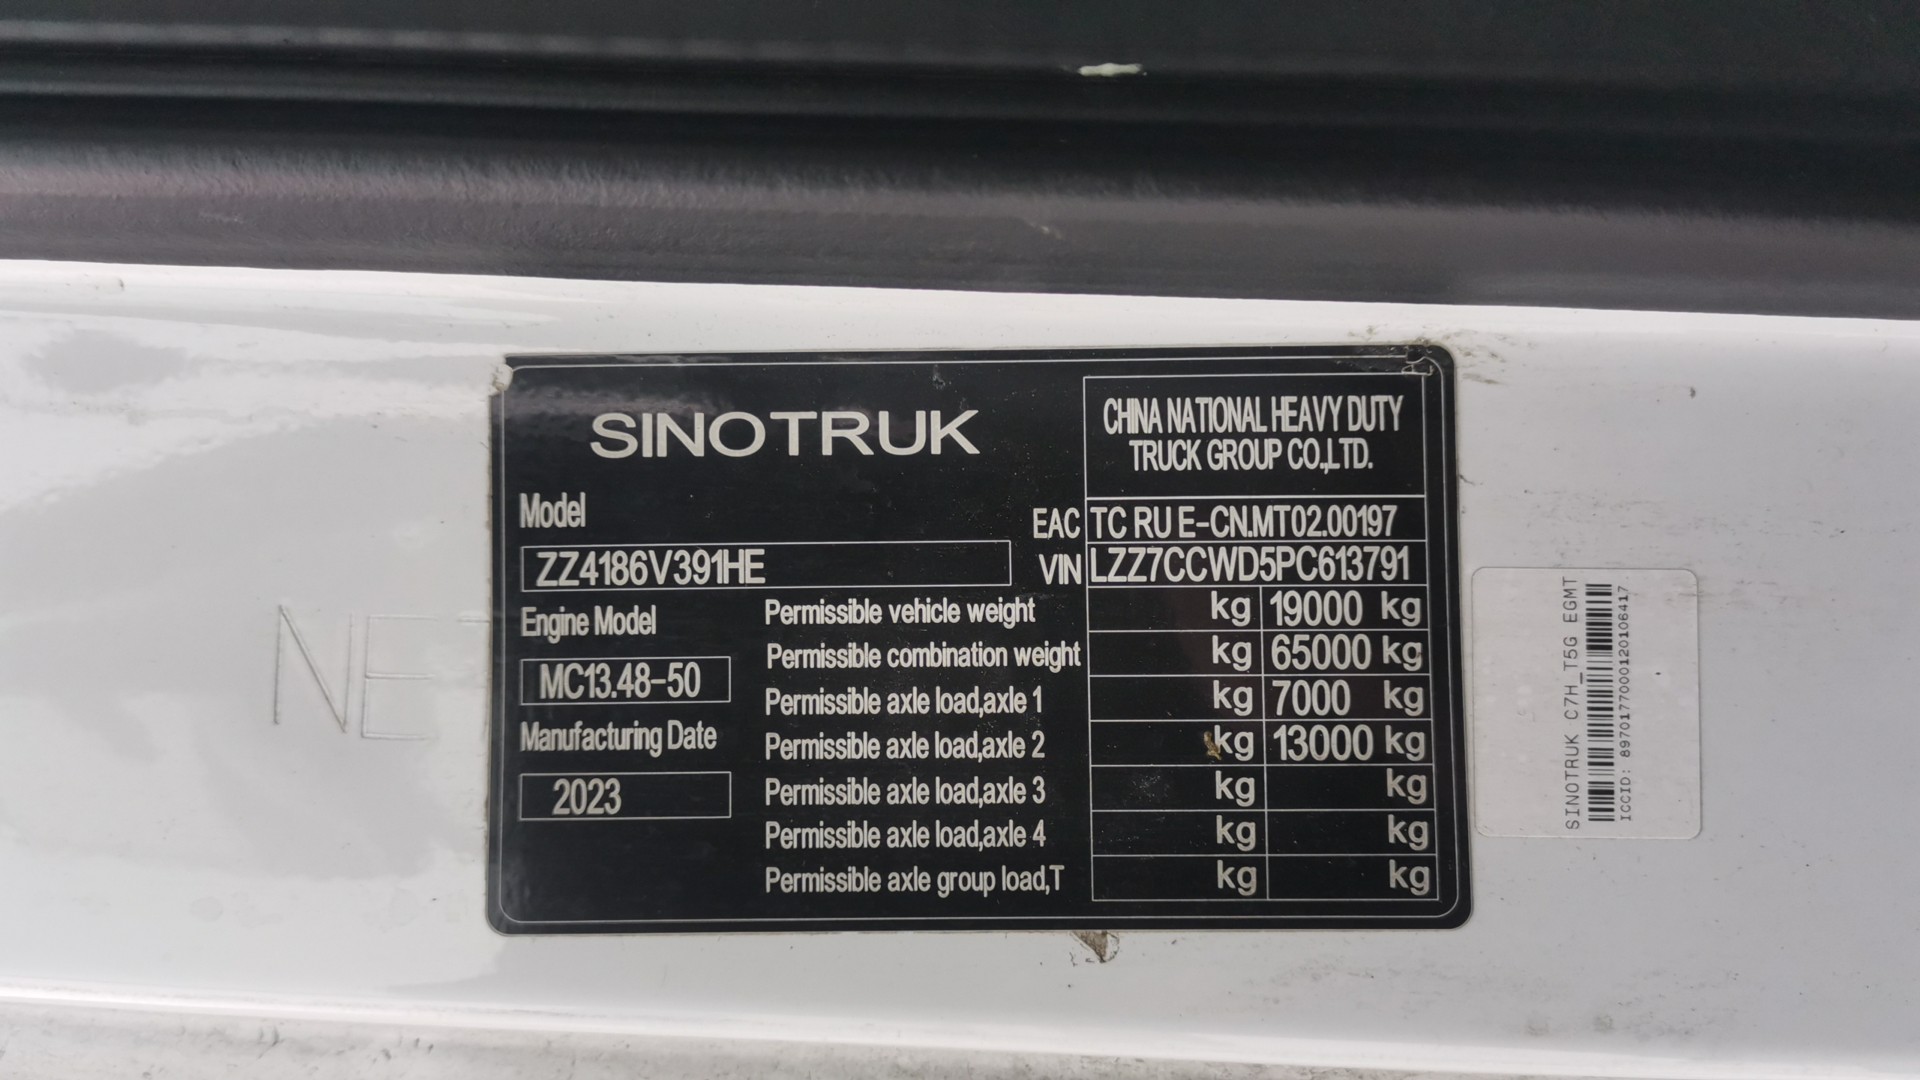 SINOTRUK
CHINA NATIONAL HEAVY DUTY
TRUCK GROUP CO.,LTD.
Model
ZZ4186V391HE
EAC TC RU E-CN.MT02.00197
VIN LZZ7CCWD5PC613791
Engine Model
MC13.48-50
Manufacturing Date
2023
Permissible vehicle weight kg 19000 kg
Permissible combination weight kg 65000 kg
Permissible axle load,axle 1 kg 7000 kg
Permissible axle load,axle 2 kg 13000 kg
Permissible axle load,axle 3 kg kg
Permissible axle load,axle 4 kg kg
Permissible axle group load,T kg kg
SINOTRUK C7H_T5G EGMT
ICCID: 89701770001201106417
NET